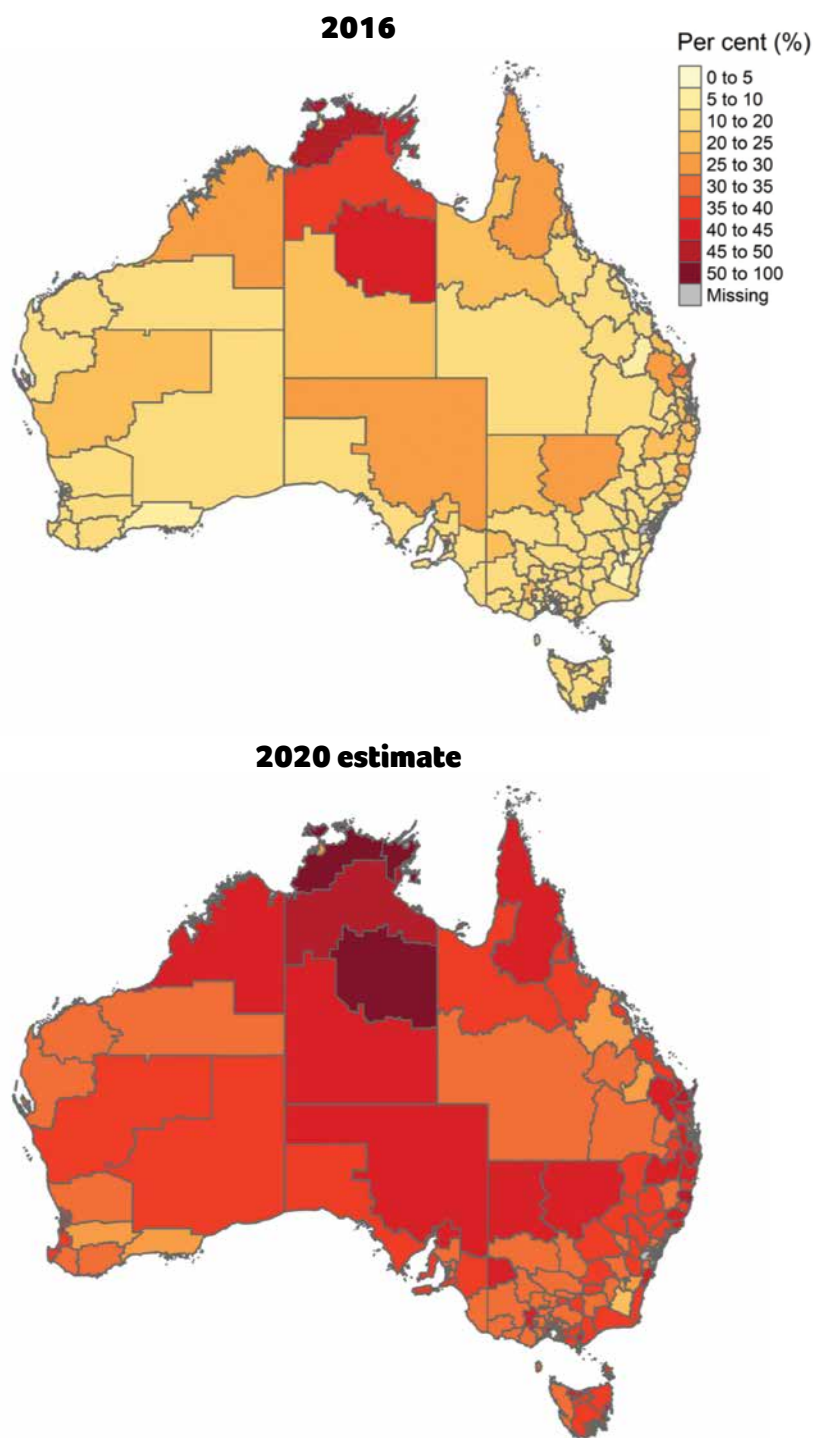 2016
Per cent (%)
0 to 5
5 to 10
10 to 20
20 to 25
25 to 30
30 to 35
35 to 40
40 to 45
45 to 50
50 to 100
Missing
2020 estimate